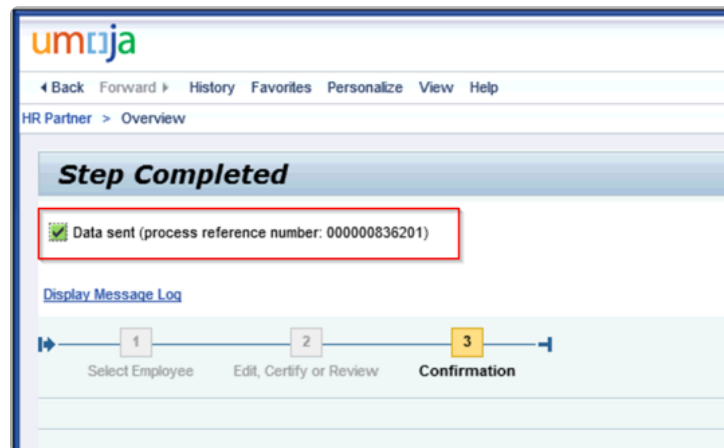 umoja
Back Forward History Favorites Personalize View Help
HR Partner > Overview
Step Completed
Data sent (process reference number: 000000836201)
Display Message Log
1 2 3
Select Employee Edit, Certify or Review Confirmation